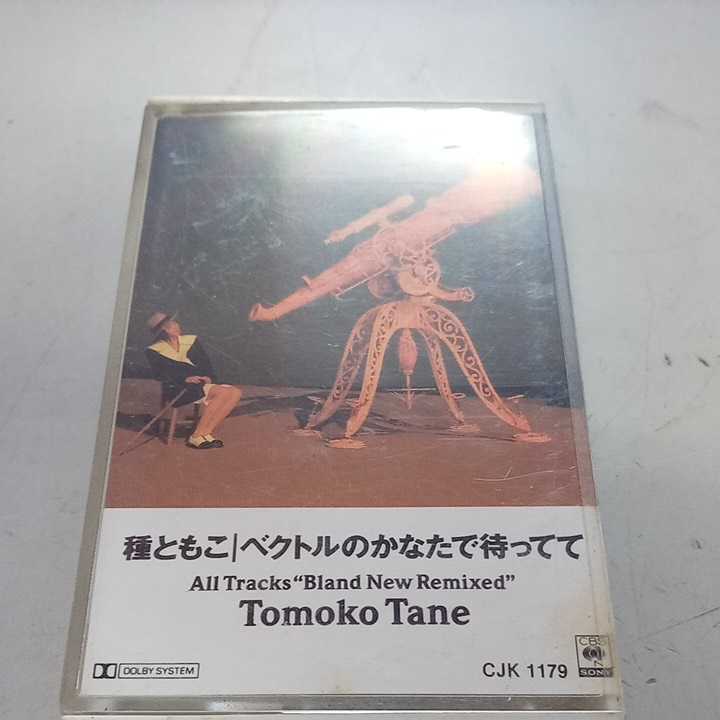 種ともこ|ベクトルのかなたで待ってて
All Tracks “Bland New Remixed”
Tomoko Tane
DOLBY SYSTEM
CJK 1179
CBS
SONY